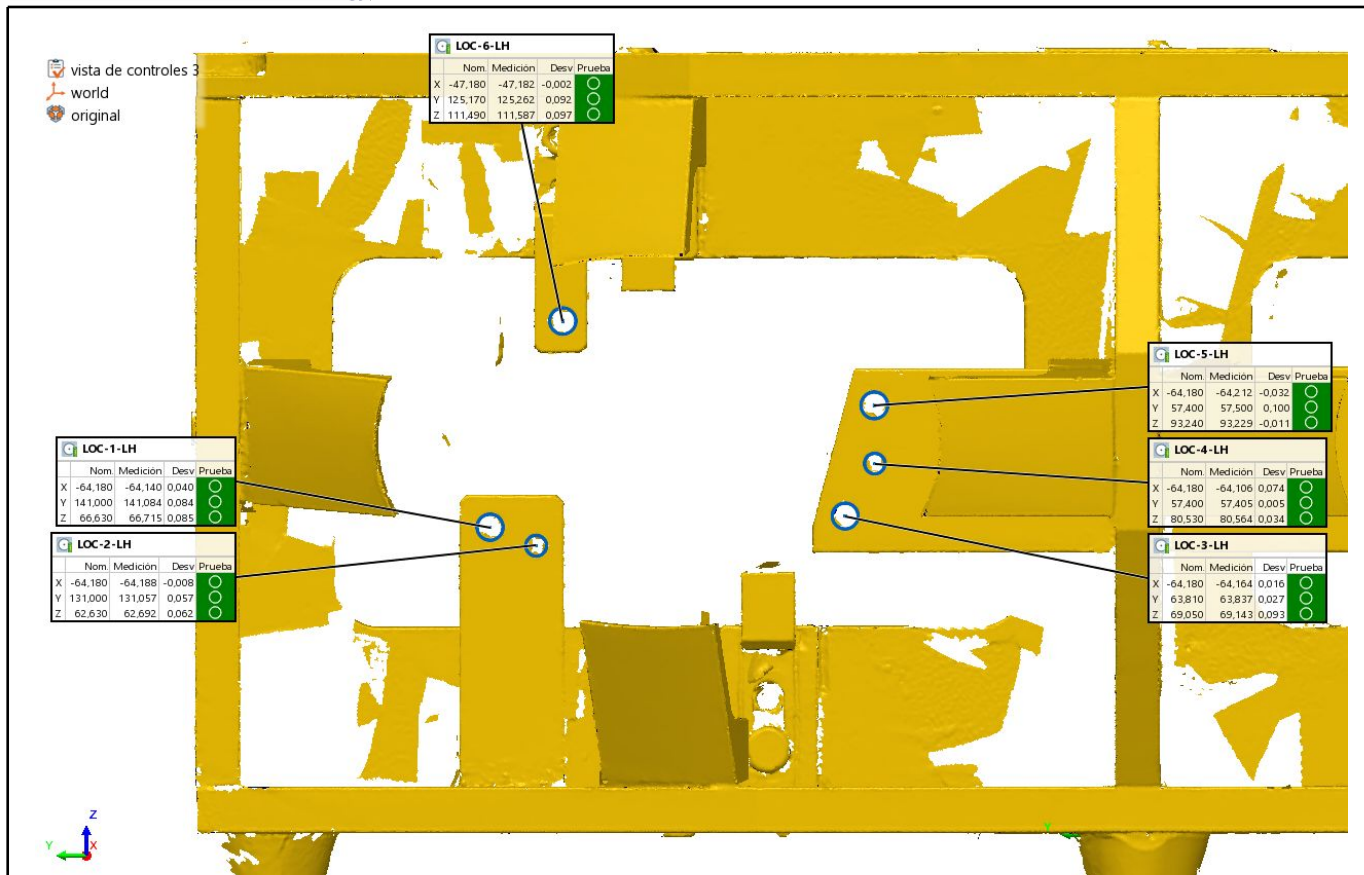 LOC-6-LH
Nom. Medición Desv Prueba
X -47,180 -47,182 -0,002
Y 125,170 125,262 0,092
Z 111,490 111,587 0,097
vista de controles 3
world
original
LOC-5-LH
Nom. Medición Desv Prueba
X -64,180 -64,212 -0,032
Y 57,400 57,500 0,100
Z 93,240 93,229 -0,011
LOC-1-LH
Nom. Medición Desv Prueba
X -64,180 -64,140 0,040
Y 141,000 141,084 0,084
Z 66,630 66,715 0,085
LOC-4-LH
Nom. Medición Desv Prueba
X -64,180 -64,106 0,074
Y 57,400 57,405 0,005
Z 80,530 80,564 0,034
LOC-2-LH
Nom. Medición Desv Prueba
X -64,180 -64,188 -0,008
Y 131,000 131,057 0,057
Z 62,630 62,692 0,062
LOC-3-LH
Nom. Medición Desv Prueba
X -64,180 -64,164 0,016
Y 63,810 63,837 0,027
Z 69,050 69,143 0,093
Z
Y X
Y